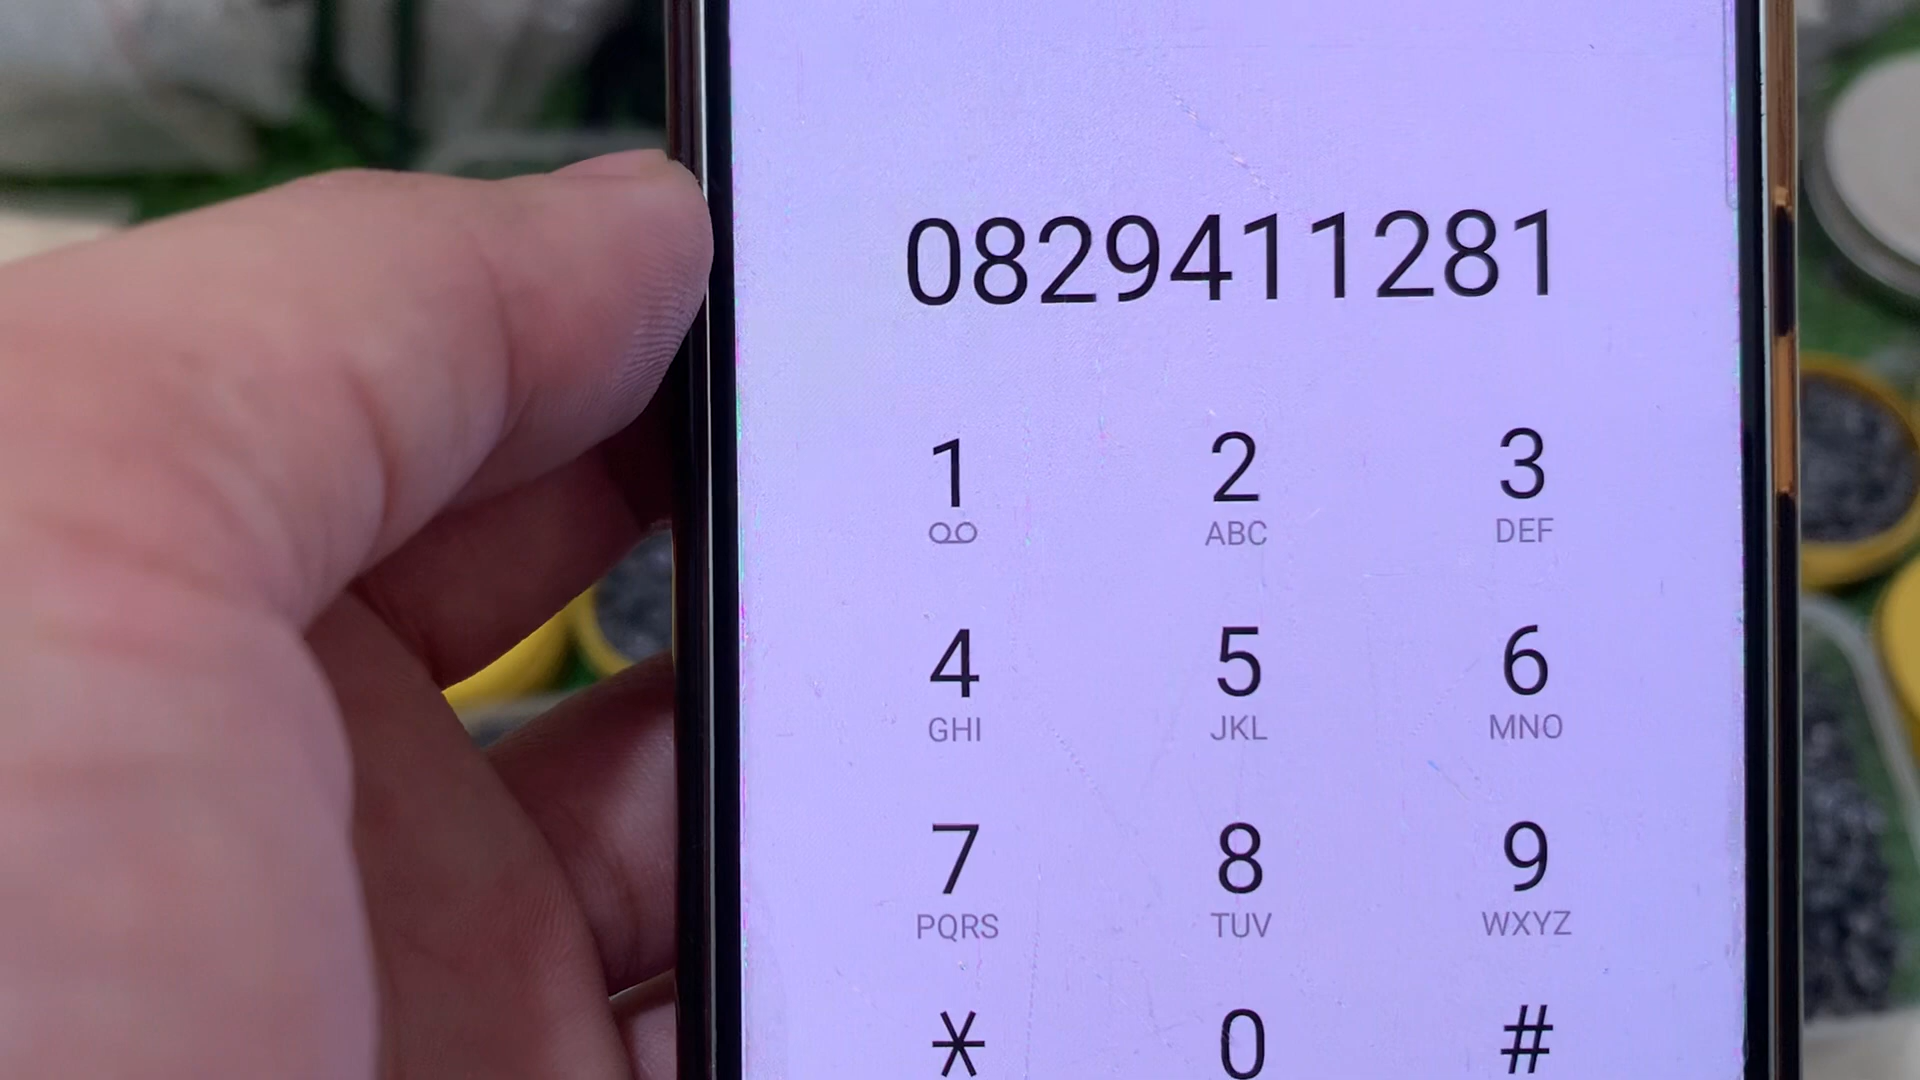 0829411281
1 2 3
ABC DEF
4 5 6
GHI JKL MNO
7 8 9
PQRS TUV WXYZ
* 0 #